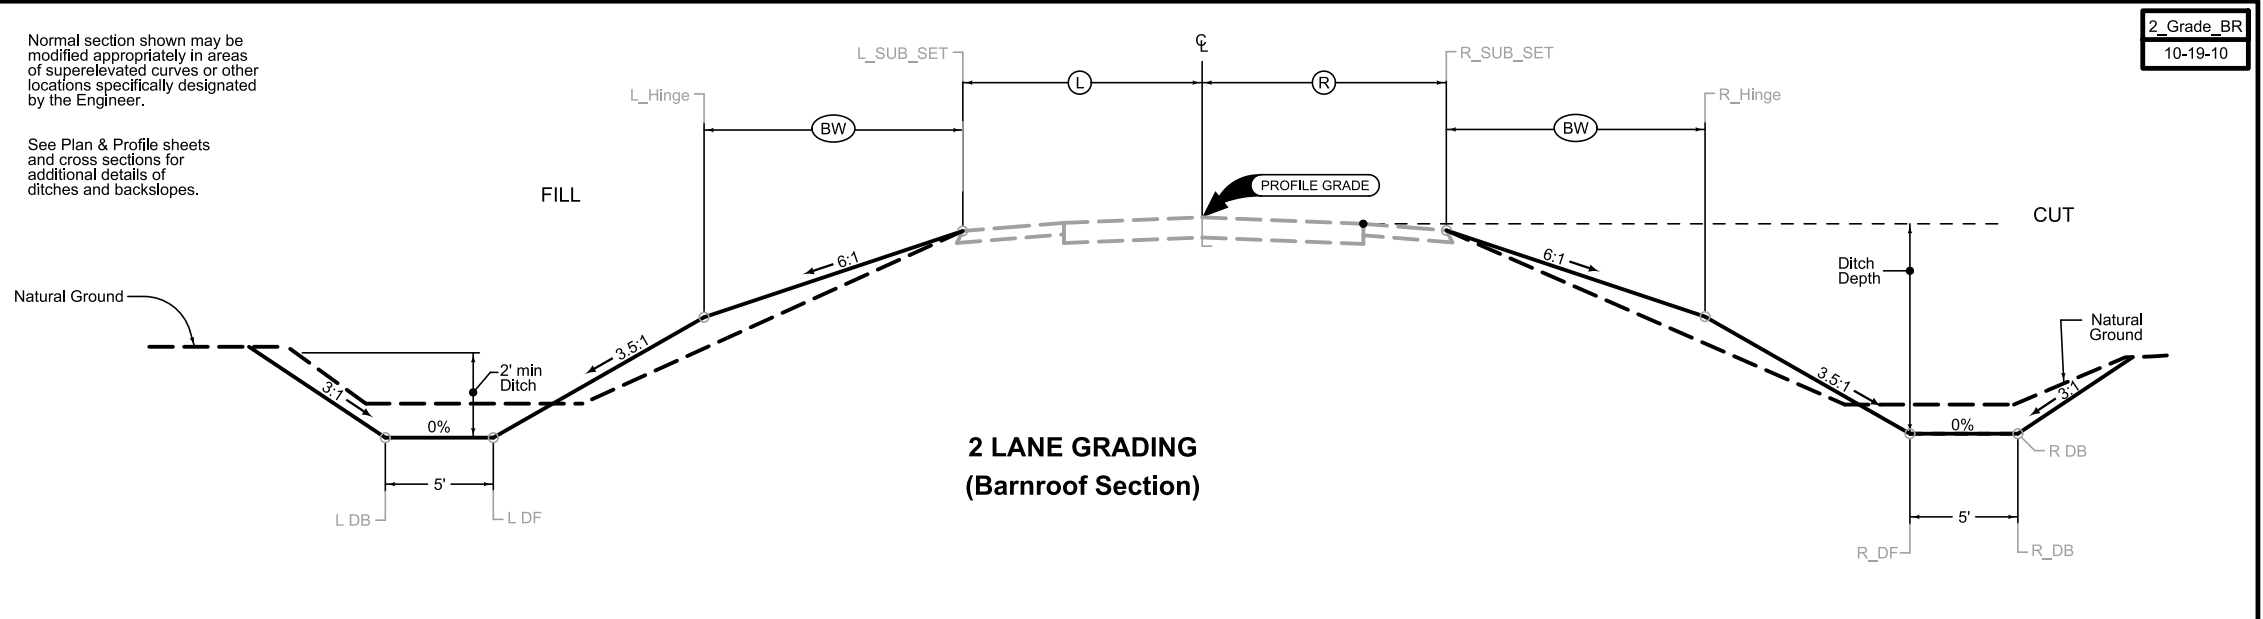 2_Grade_BR
10-19-10
Normal section shown may be
modified appropriately in areas
of superelevated curves or other
locations specifically designated
by the Engineer.
See Plan & Profile sheets
and cross sections for
additional details of
ditches and backslopes.
L_SUB_SET
℄
R_SUB_SET
L
R
L_Hinge
R_Hinge
BW
BW
PROFILE GRADE
FILL
CUT
6:1
6:1
Ditch
Depth
Natural Ground
Natural
Ground
3.5:1
3.5:1
2' min
Ditch
3:1
3:1
0%
0%
2 LANE GRADING
(Barnroof Section)
R DB
5'
5'
L DB
L DF
R_DF
R_DB